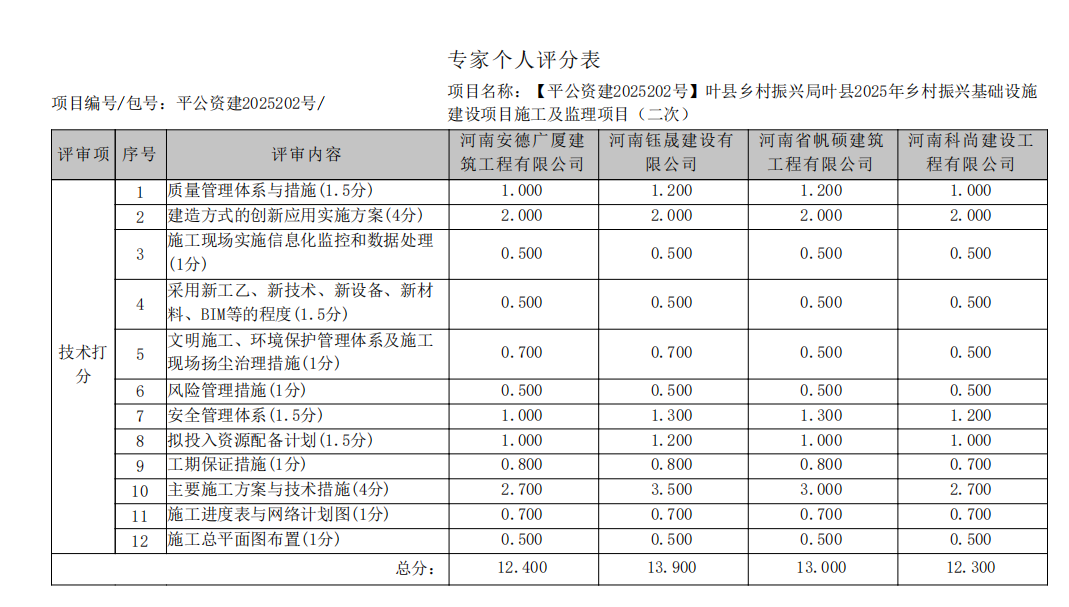 专家个人评分表
项目编号/包号：平公资建2025202号/
项目名称：【平公资建2025202号】叶县乡村振兴局叶县2025年乡村振兴基础设施
建设项目施工及监理项目（二次）
评审项 序号 评审内容 河南安德广厦建 河南钰晟建设有 河南省帆硕建筑 河南科尚建设工
筑工程有限公司 限公司 工程有限公司 程有限公司
1 质量管理体系与措施(1.5分) 1.000 1.200 1.200 1.000
2 建造方式的创新应用实施方案(4分) 2.000 2.000 2.000 2.000
3 施工现场实施信息化监控和数据处理 0.500 0.500 0.500 0.500
(1分)
4 采用新工乙、新技术、新设备、新材 0.500 0.500 0.500 0.500
料、BIM等的程度(1.5分)
技术打
分
5 文明施工、环境保护管理体系及施工 0.700 0.700 0.500 0.500
现场扬尘治理措施(1分)
6 风险管理措施(1分) 0.500 0.500 0.500 0.500
7 安全管理体系(1.5分) 1.000 1.300 1.300 1.200
8 拟投入资源配备计划(1.5分) 1.000 1.200 1.000 1.000
9 工期保证措施(1分) 0.800 0.800 0.800 0.700
10 主要施工方案与技术措施(4分) 2.700 3.500 3.000 2.700
11 施工进度表与网络计划图(1分) 0.700 0.700 0.700 0.700
12 施工总平面图布置(1分) 0.500 0.500 0.500 0.500
总分： 12.400 13.900 13.000 12.300